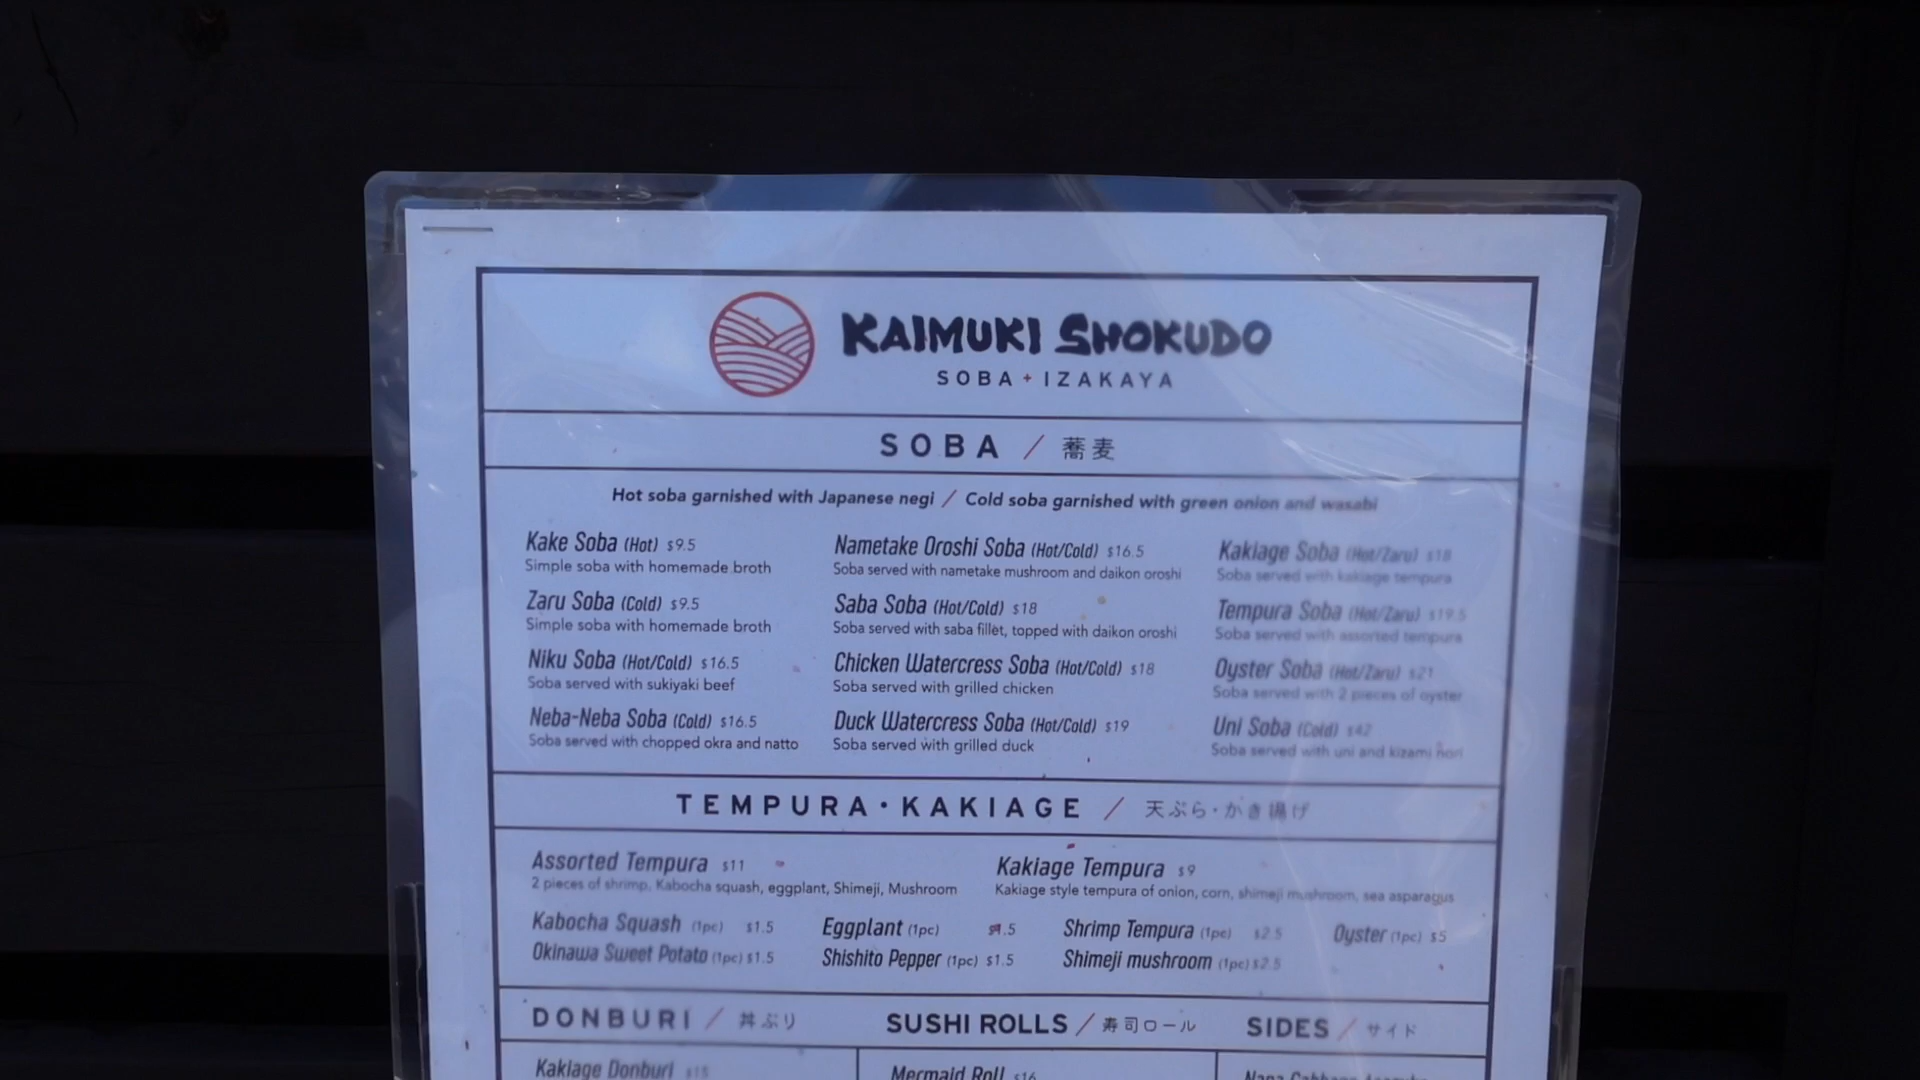 KAIMUKI SHOKUDO
SOBA + IZAKAYA
SOBA / 蕎麦
Hot soba garnished with Japanese negi / Cold soba garnished with green onion and wasabi
Kake Soba (Hot) $9.5
Simple soba with homemade broth
Zaru Soba (Cold) $9.5
Simple soba with homemade broth
Niku Soba (Hot/Cold) $16.5
Soba served with sukiyaki beef
Neba-Neba Soba (Cold) $16.5
Soba served with chopped okra and natto
Nametake Oroshi Soba (Hot/Cold) $16.5
Soba served with nametake mushroom and daikon oroshi
Saba Soba (Hot/Cold) $18
Soba served with saba fillet, topped with daikon oroshi
Chicken Watercress Soba (Hot/Cold) $18
Soba served with grilled chicken
Duck Watercress Soba (Hot/Cold) $19
Soba served with grilled duck
Kakiage Soba (Hot/Zaru) $18
Soba served with kakiage tempura
Tempura Soba (Hot/Zaru) $19.5
Soba served with assorted tempura
Oyster Soba (Hot/Zaru) $21
Soba served with 2 pieces of oyster
Uni Soba (Cold) $42
Soba served with uni and kizami nori
TEMPURA・KAKIAGE / 天ぷら・かき揚げ
Assorted Tempura $11
2 pieces of shrimp, Kabocha squash, eggplant, Shimeji, Mushroom
Kakiage Tempura $9
Kakiage style tempura of onion, corn, shimeji mushroom, sea asparagus
Kabocha Squash (1pc) $1.5
Eggplant (1pc) $1.5
Shrimp Tempura (1pc) $2.5
Oyster (1pc) $5
Okinawa Sweet Potato (1pc) $1.5
Shishito Pepper (1pc) $1.5
Shimeji mushroom (1pc) $2.5
DONBURI / 丼ぶり
SUSHI ROLLS / 寿司ロール
SIDES / サイド
Kakiage Donburi $15
Mermaid Roll $16